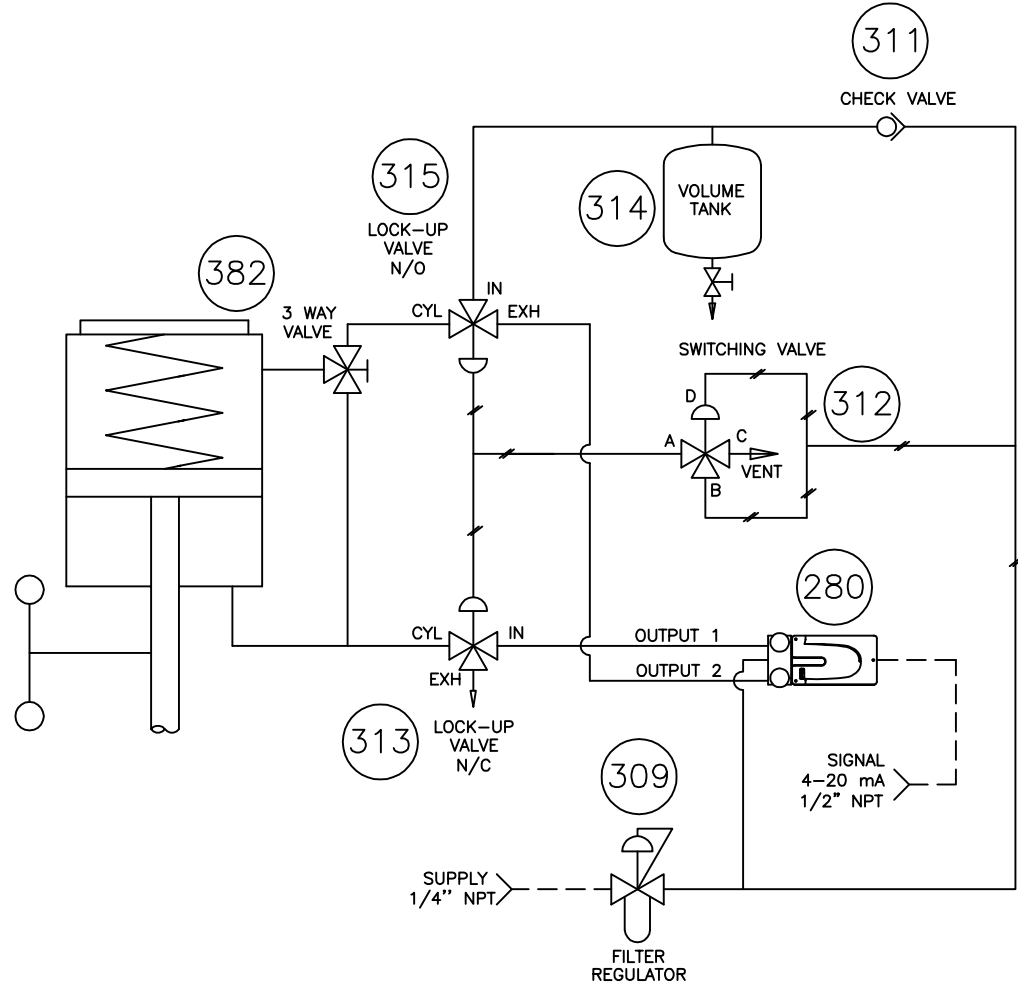 311
CHECK VALVE
315
LOCK-UP
VALVE
N/O
314
VOLUME
TANK
382
3 WAY
VALVE
IN
CYL
EXH
SWITCHING VALVE
312
D
A
C
VENT
B
280
CYL
IN
EXH
OUTPUT 1
OUTPUT 2
313
LOCK-UP
VALVE
N/C
309
SIGNAL
4-20 mA
1/2" NPT
SUPPLY
1/4" NPT
FILTER
REGULATOR